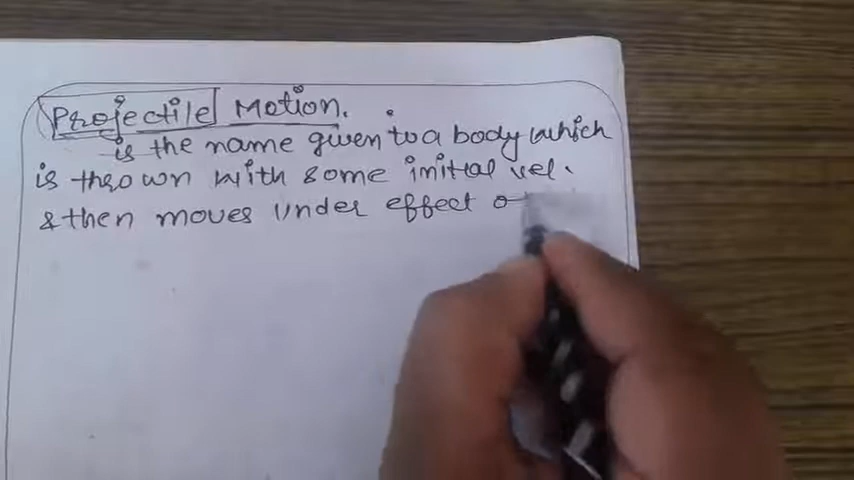 Projectile Motion.
is the name given to a body which
is thrown with some initial vel.
& then moves under effect o